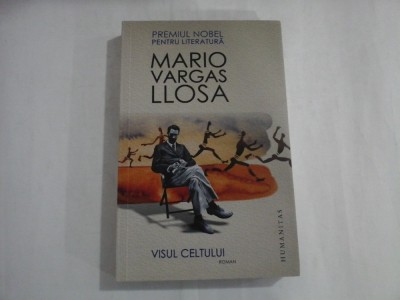 PREMIUL NOBEL
PENTRU LITERATURĂ
MARIO
VARGAS
LLOSA
VISUL CELTULUI
ROMAN
HUMANITAS